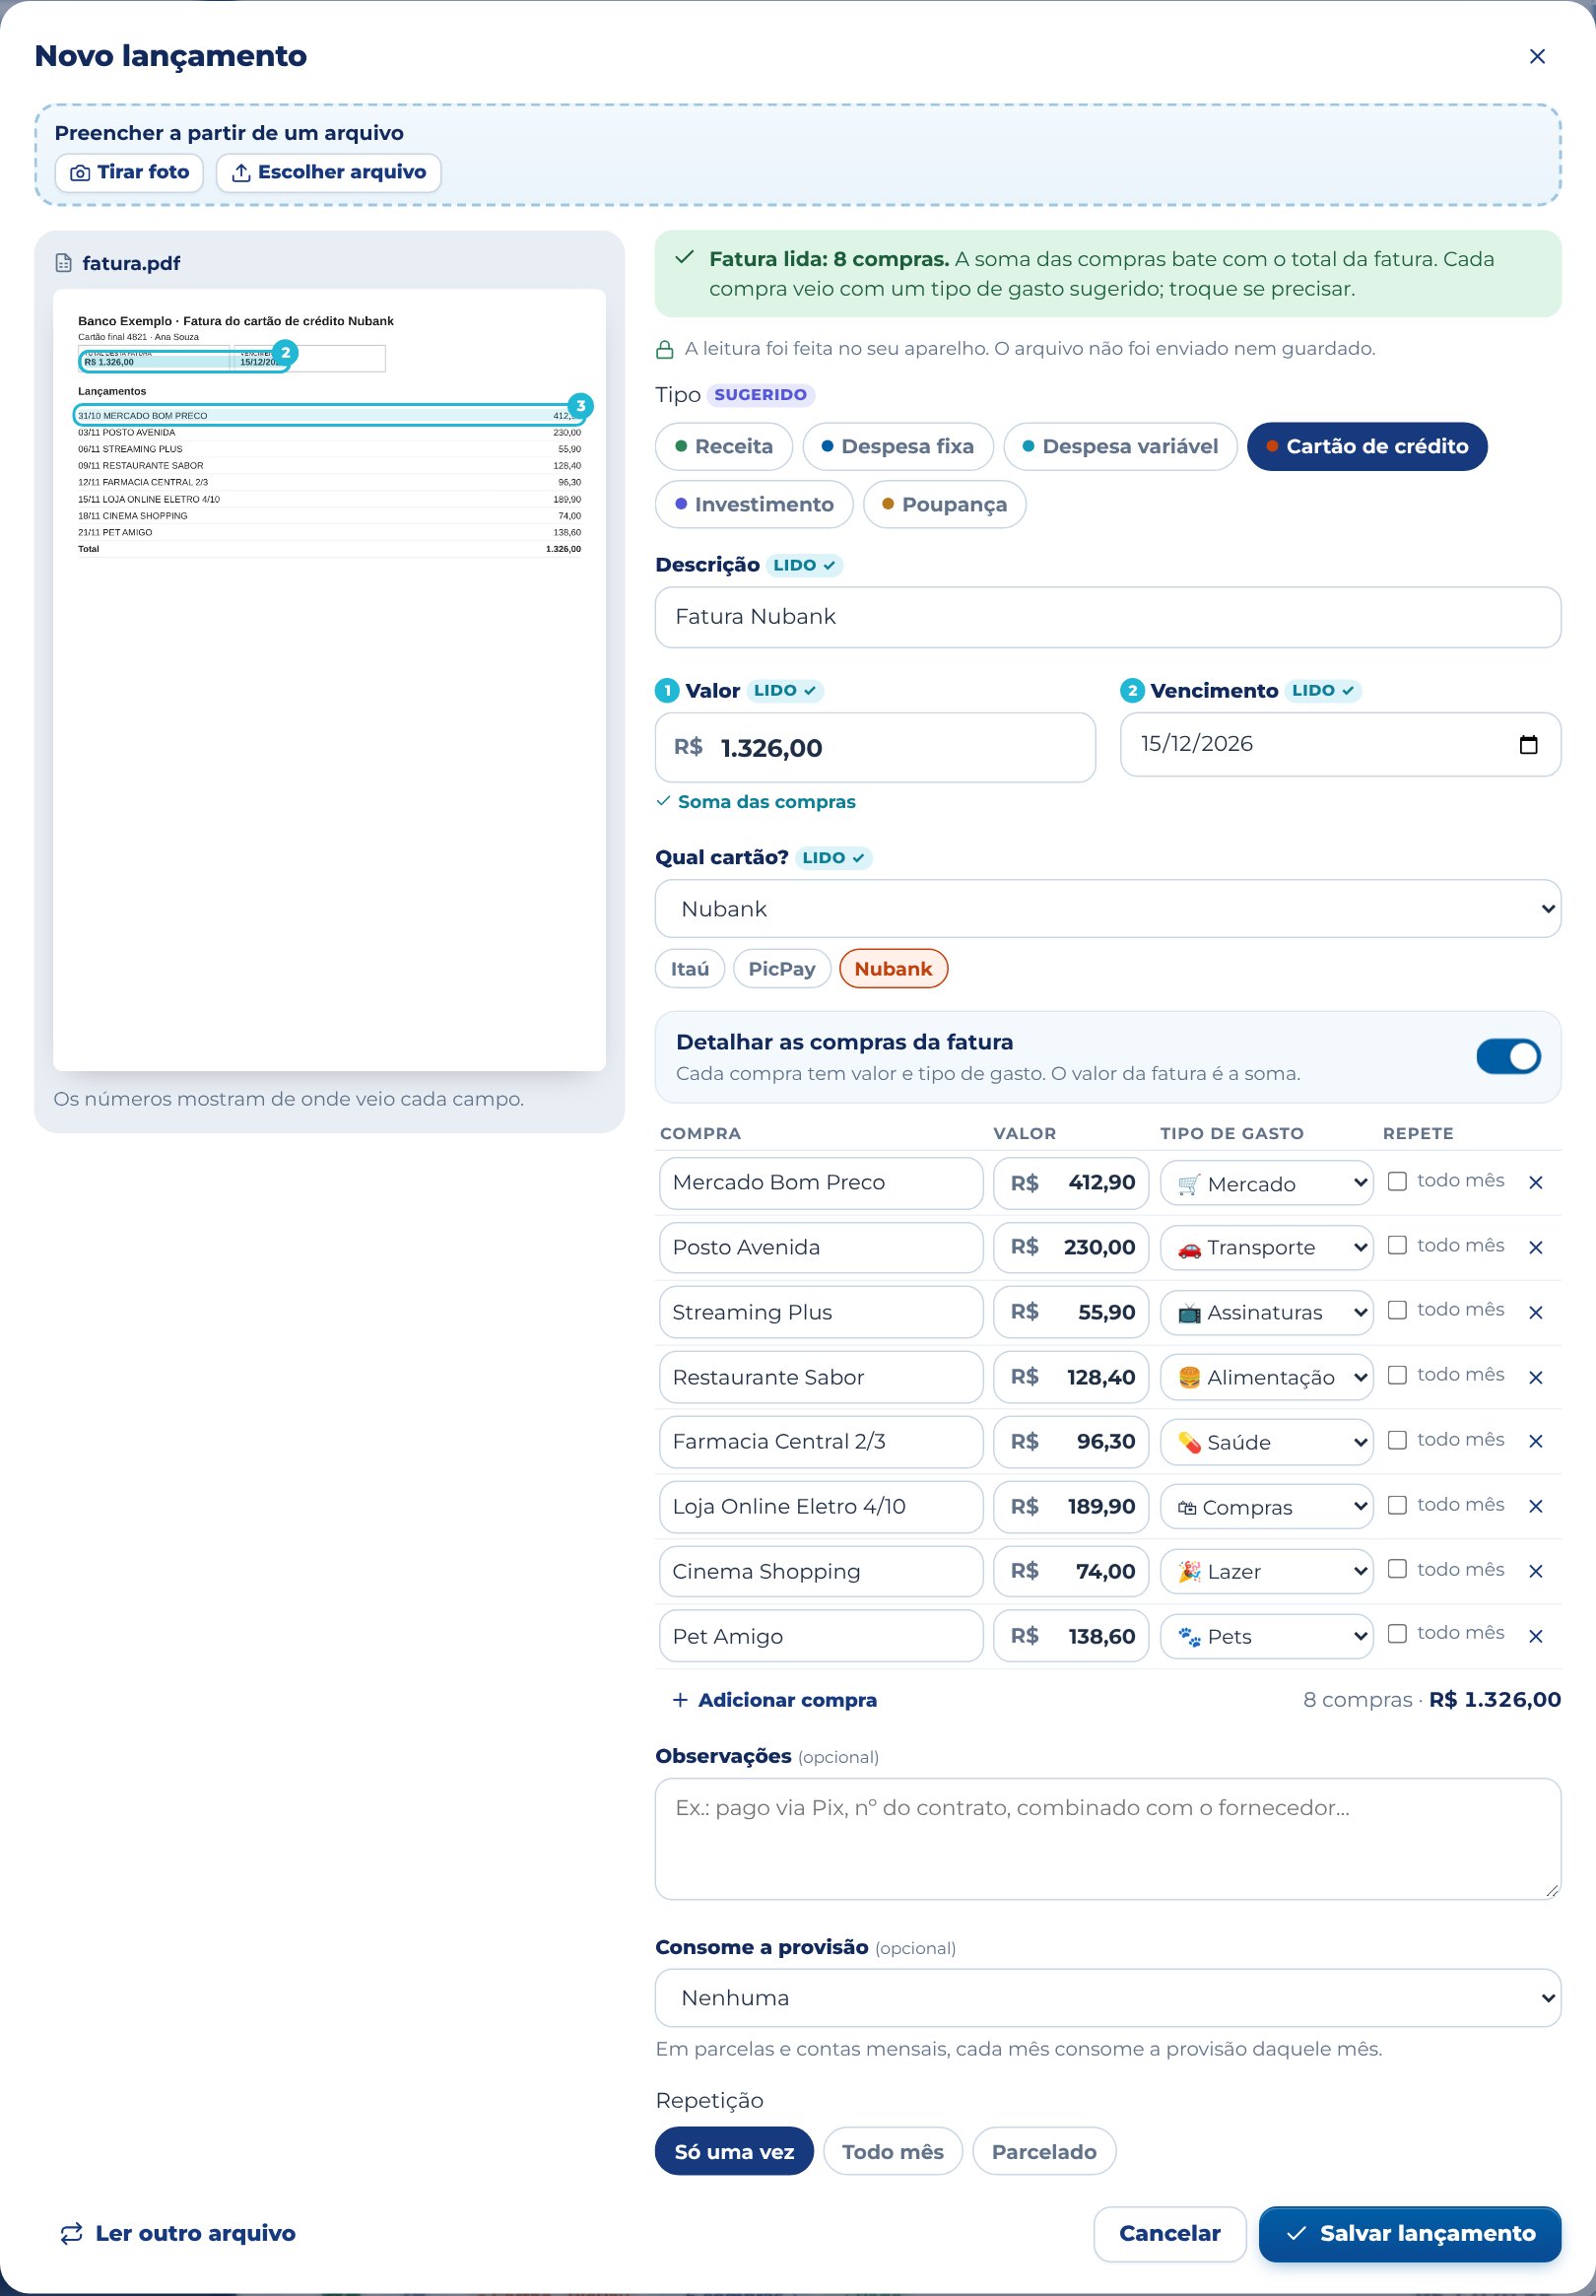 Novo lançamento
Preencher a partir de um arquivo
Tirar foto
Escolher arquivo
fatura.pdf
Banco Exemplo · Fatura do cartão de crédito Nubank
Cartão final 4821 · Ana Souza
R$ 1.326,00
15/12/20
2
Lançamentos
31/10 MERCADO BOM PRECO 412,
3
03/11 POSTO AVENIDA 230,00
06/11 STREAMING PLUS 55,90
09/11 RESTAURANTE SABOR 128,40
12/11 FARMACIA CENTRAL 2/3 96,30
15/11 LOJA ONLINE ELETRO 4/10 189,90
18/11 CINEMA SHOPPING 74,00
21/11 PET AMIGO 138,60
Total 1.326,00
Os números mostram de onde veio cada campo.
Fatura lida: 8 compras. A soma das compras bate com o total da fatura. Cada
compra veio com um tipo de gasto sugerido; troque se precisar.
A leitura foi feita no seu aparelho. O arquivo não foi enviado nem guardado.
Tipo SUGERIDO
Receita
Despesa fixa
Despesa variável
Cartão de crédito
Investimento
Poupança
Descrição LIDO ✓
Fatura Nubank
1 Valor LIDO ✓
2 Vencimento LIDO ✓
R$ 1.326,00
15/12/2026
✓ Soma das compras
Qual cartão? LIDO ✓
Nubank
Itaú
PicPay
Nubank
Detalhar as compras da fatura
Cada compra tem valor e tipo de gasto. O valor da fatura é a soma.
COMPRA VALOR TIPO DE GASTO REPETE
Mercado Bom Preco R$ 412,90 🛒 Mercado todo mês
Posto Avenida R$ 230,00 🚗 Transporte todo mês
Streaming Plus R$ 55,90 📺 Assinaturas todo mês
Restaurante Sabor R$ 128,40 🍔 Alimentação todo mês
Farmacia Central 2/3 R$ 96,30 💊 Saúde todo mês
Loja Online Eletro 4/10 R$ 189,90 🛍 Compras todo mês
Cinema Shopping R$ 74,00 🎉 Lazer todo mês
Pet Amigo R$ 138,60 🐾 Pets todo mês
+ Adicionar compra
8 compras · R$ 1.326,00
Observações (opcional)
Ex.: pago via Pix, nº do contrato, combinado com o fornecedor...
Consome a provisão (opcional)
Nenhuma
Em parcelas e contas mensais, cada mês consome a provisão daquele mês.
Repetição
Só uma vez
Todo mês
Parcelado
Ler outro arquivo
Cancelar
Salvar lançamento